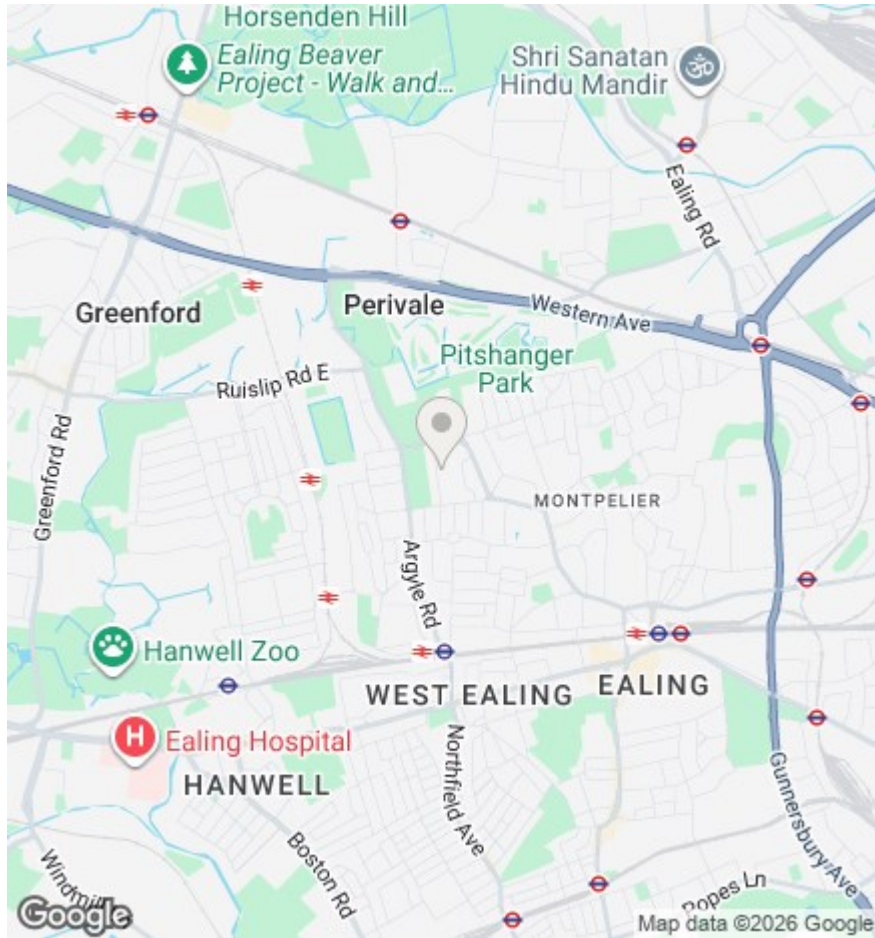 Horsenden Hill
Ealing Beaver
Project - Walk and...
Shri Sanatan
Hindu Mandir
ॐ
Ealing Rd
Greenford
Perivale
Western Ave
Pitshanger
Park
Ruislip Rd E
Greenford Rd
MONTPELIER
Argyle Rd
Hanwell Zoo
WEST EALING
EALING
H
Ealing Hospital
HANWELL
Northfield Ave
Gunnersbury Ave
Boston Rd
Popes Ln
Google
Map data ©2026 Google